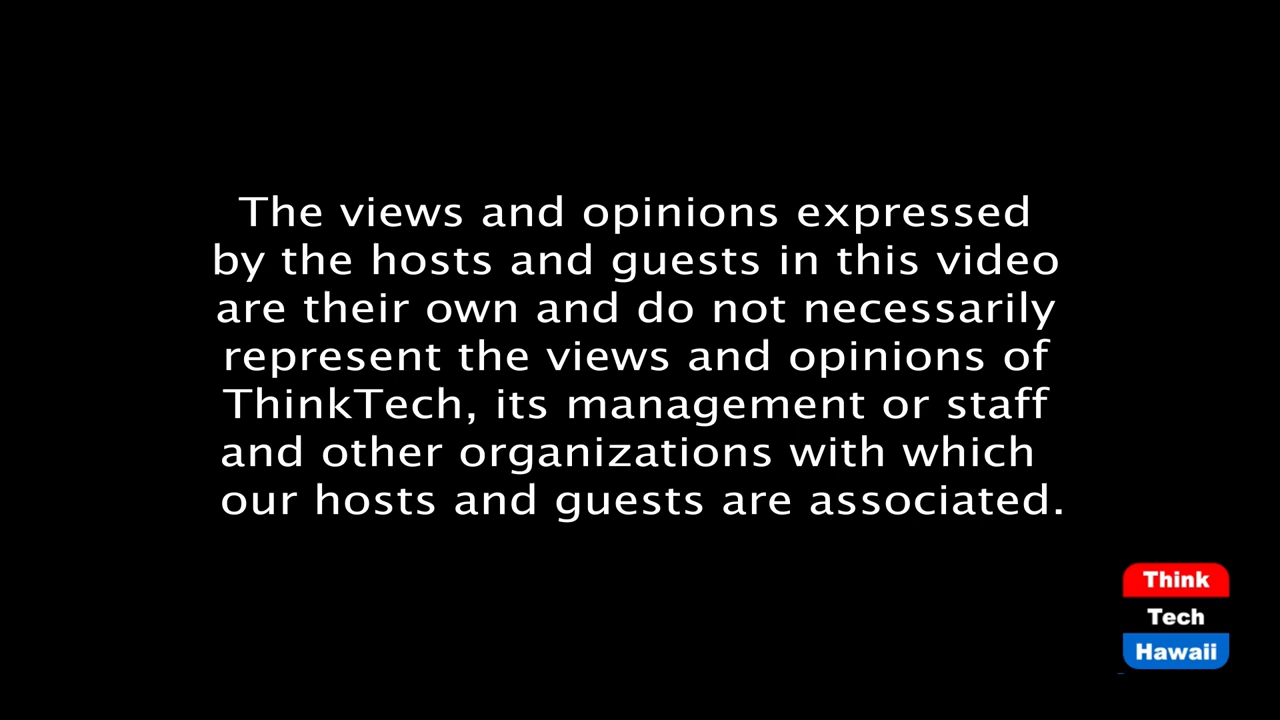 The views and opinions expressed
by the hosts and guests in this video
are their own and do not necessarily
represent the views and opinions of
ThinkTech, its management or staff
and other organizations with which
our hosts and guests are associated.
Think
Tech
Hawaii